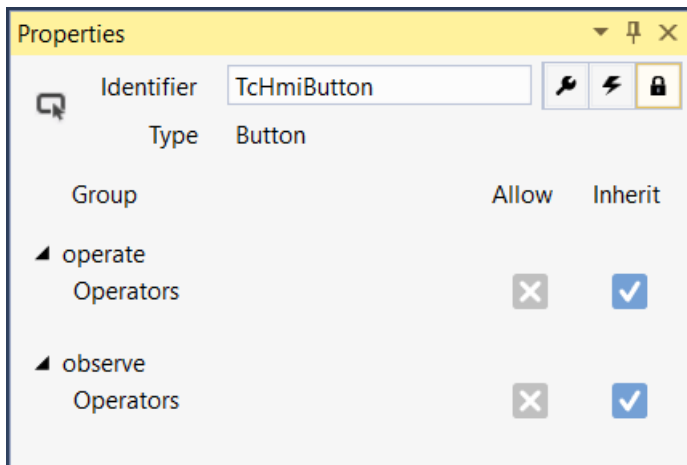 Properties
Identifier TcHmiButton
Type Button
Group Allow Inherit
operate
Operators
observe
Operators